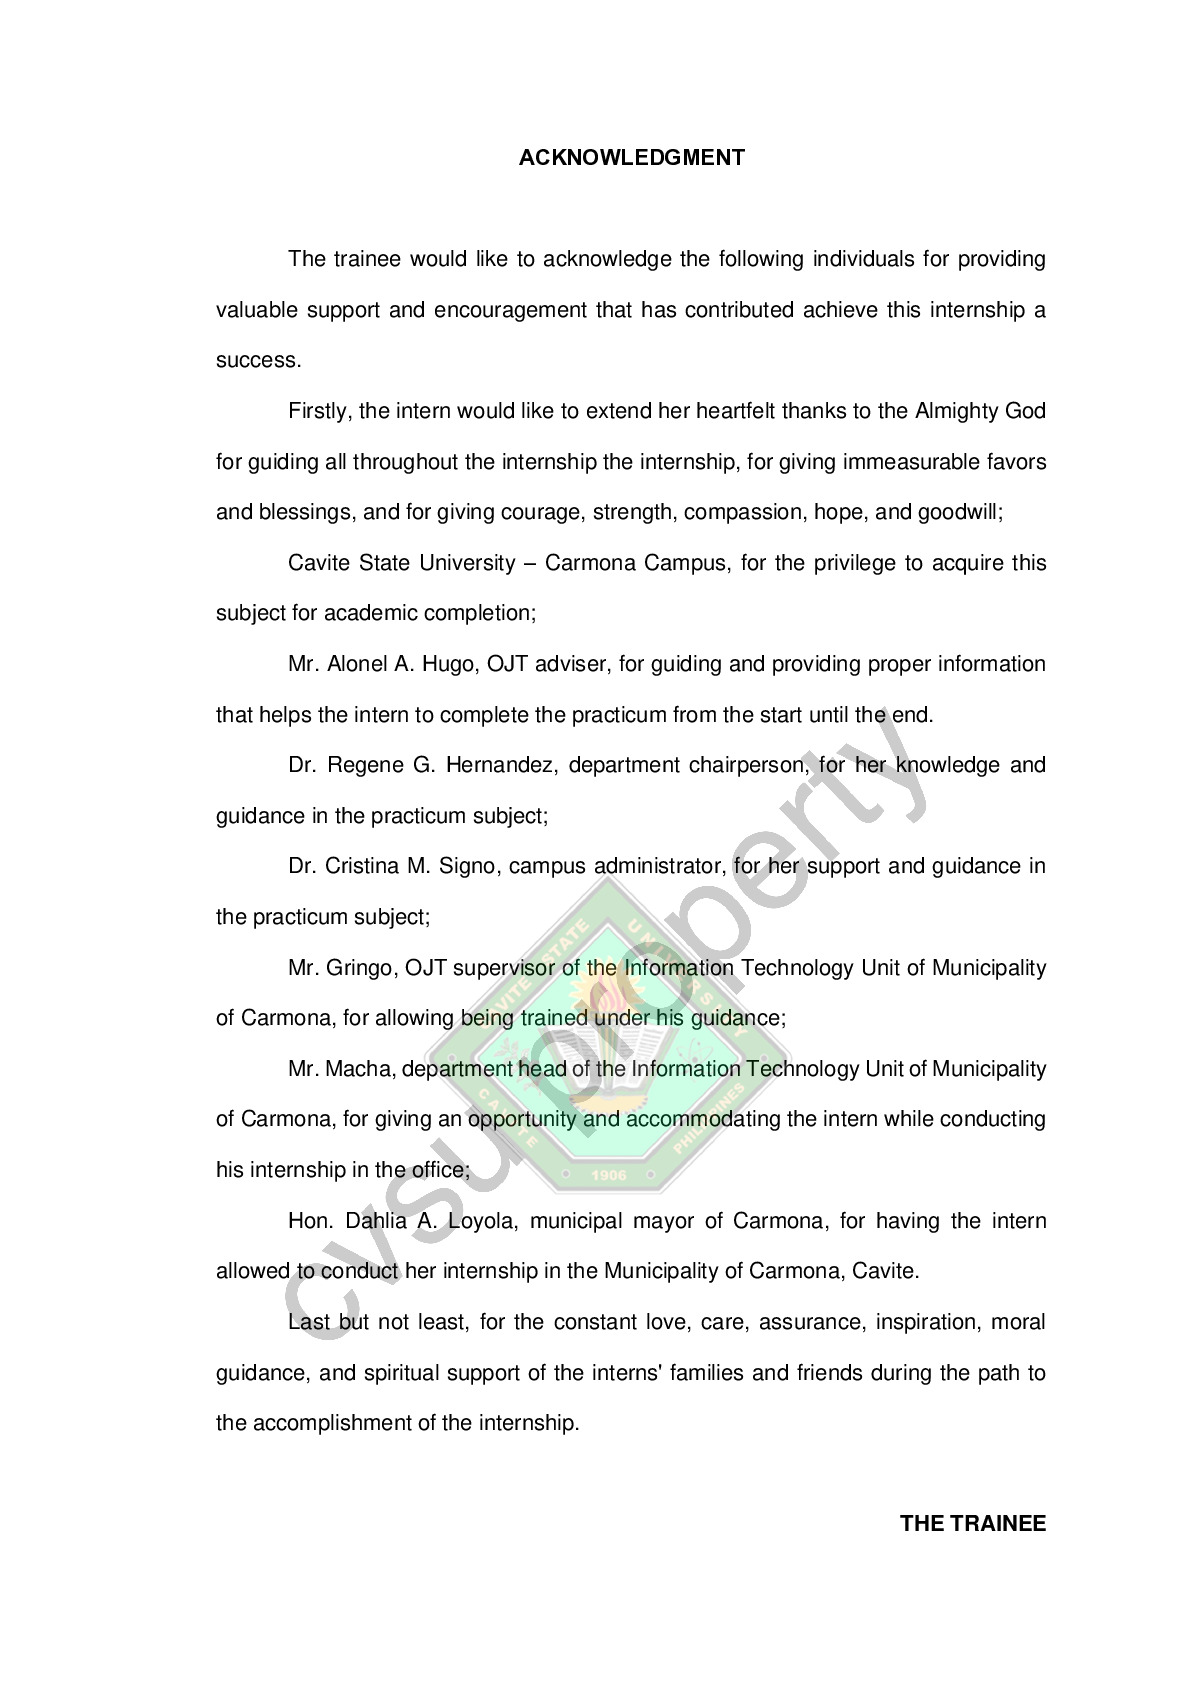 ACKNOWLEDGMENT
The trainee would like to acknowledge the following individuals for providing
valuable support and encouragement that has contributed achieve this internship a
success.
Firstly, the intern would like to extend her heartfelt thanks to the Almighty God
for guiding all throughout the internship the internship, for giving immeasurable favors
and blessings, and for giving courage, strength, compassion, hope, and goodwill;
Cavite State University – Carmona Campus, for the privilege to acquire this
subject for academic completion;
Mr. Alonel A. Hugo, OJT adviser, for guiding and providing proper information
that helps the intern to complete the practicum from the start until the end.
Dr. Regene G. Hernandez, department chairperson, for her knowledge and
guidance in the practicum subject;
Dr. Cristina M. Signo, campus administrator, for her support and guidance in
the practicum subject;
Mr. Gringo, OJT supervisor of the Information Technology Unit of Municipality
of Carmona, for allowing being trained under his guidance;
Mr. Macha, department head of the Information Technology Unit of Municipality
of Carmona, for giving an opportunity and accommodating the intern while conducting
his internship in the office;
Hon. Dahlia A. Loyola, municipal mayor of Carmona, for having the intern
allowed to conduct her internship in the Municipality of Carmona, Cavite.
Last but not least, for the constant love, care, assurance, inspiration, moral
guidance, and spiritual support of the interns' families and friends during the path to
the accomplishment of the internship.
THE TRAINEE
cvsu property
CAVITE STATE UNIVERSITY
CAVITE
1906
PHILIPPINES